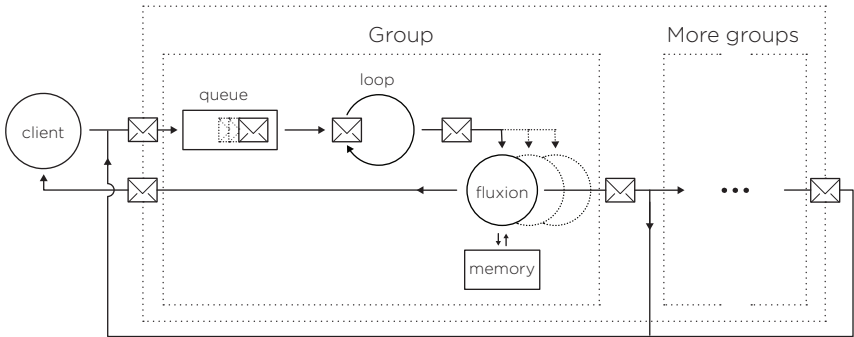 Group
More groups
loop
queue
client
fluxion
•••
memory